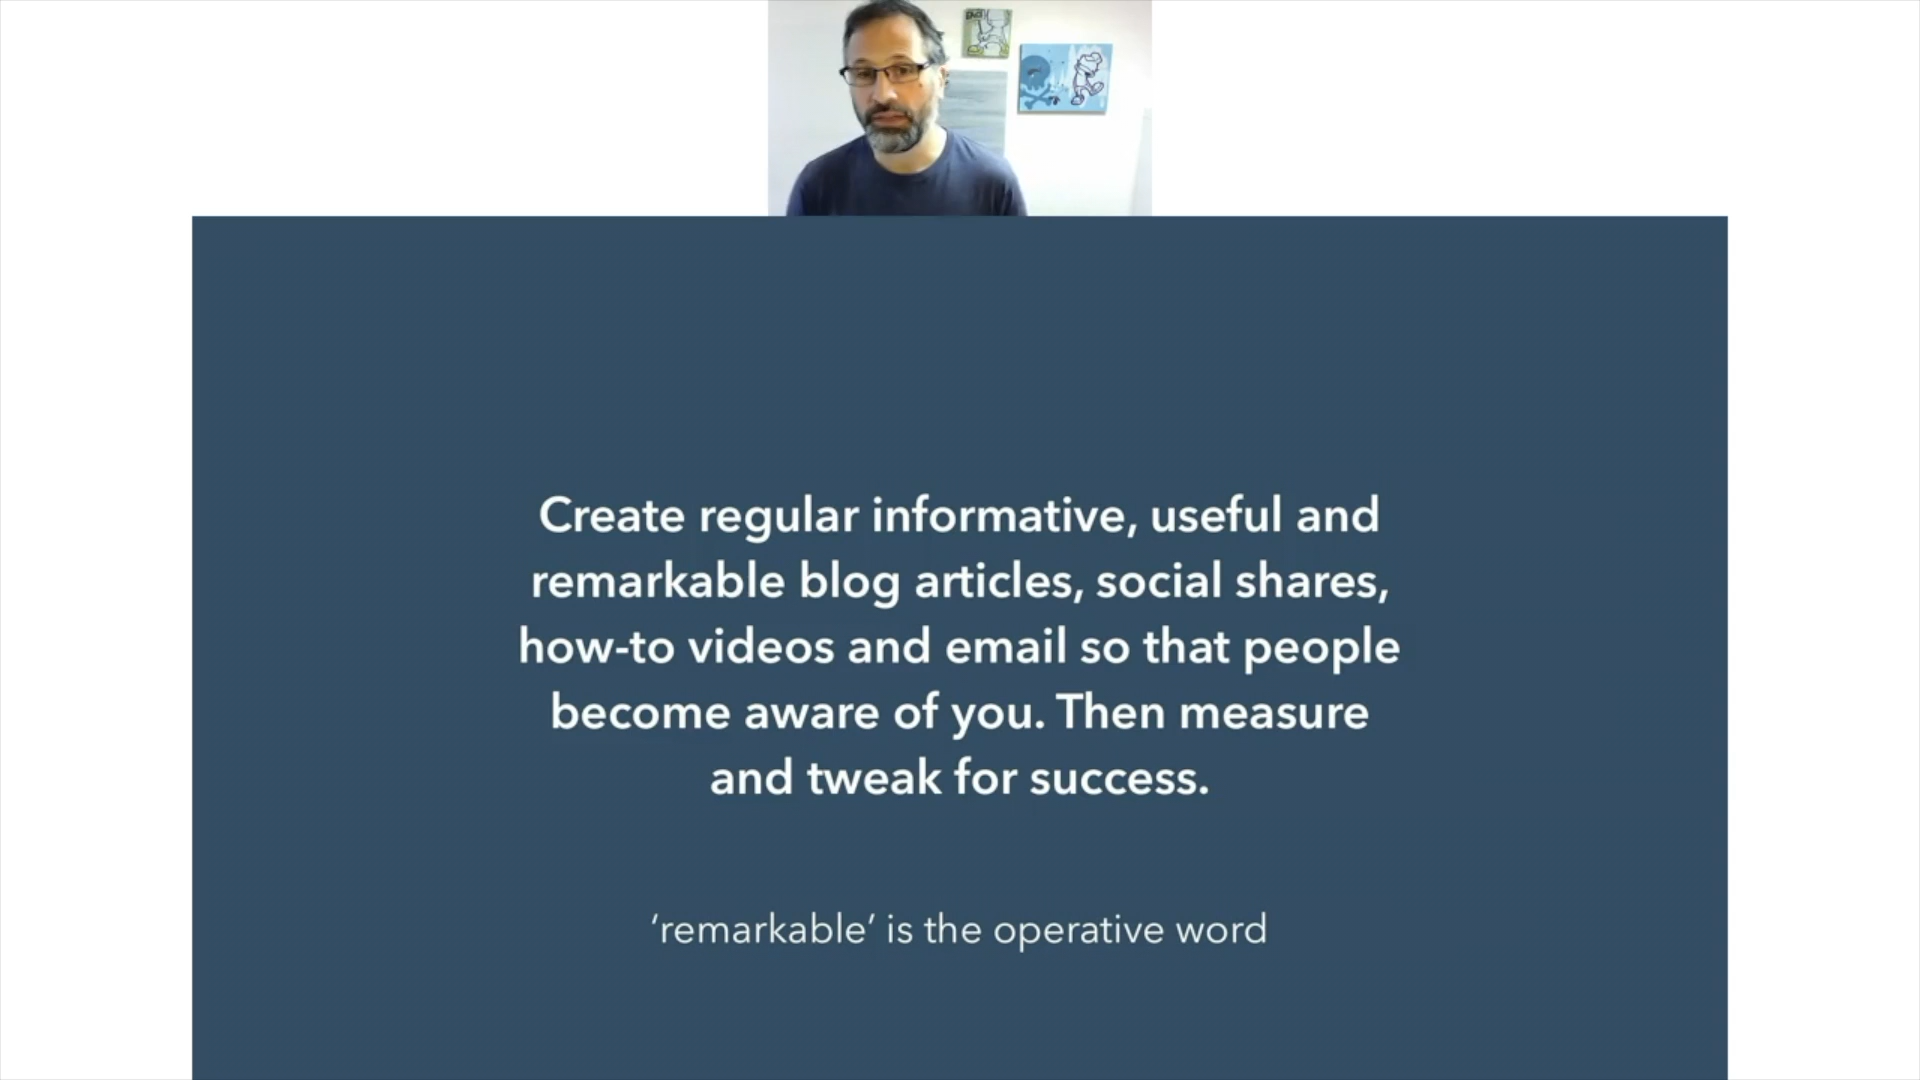 Create regular informative, useful and
remarkable blog articles, social shares,
how-to videos and email so that people
become aware of you. Then measure
and tweak for success.
‘remarkable’ is the operative word